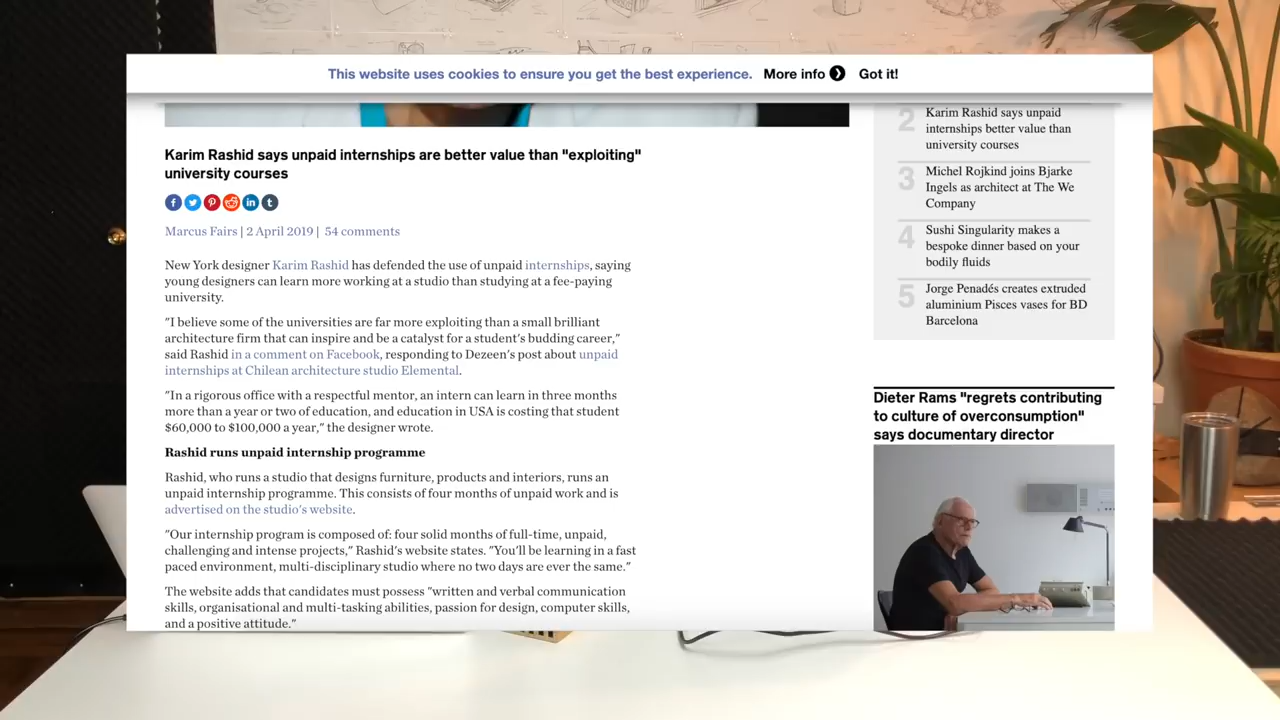 This website uses cookies to ensure you get the best experience. More info Got it!
Karim Rashid says unpaid internships are better value than "exploiting"
university courses
Marcus Fairs | 2 April 2019 | 54 comments
New York designer Karim Rashid has defended the use of unpaid internships, saying
young designers can learn more working at a studio than studying at a fee-paying
university.
"I believe some of the universities are far more exploiting than a small brilliant
architecture firm that can inspire and be a catalyst for a student's budding career,"
said Rashid in a comment on Facebook, responding to Dezeen's post about unpaid
internships at Chilean architecture studio Elemental.
"In a rigorous office with a respectful mentor, an intern can learn in three months
more than a year or two of education, and education in USA is costing that student
$60,000 to $100,000 a year," the designer wrote.
Rashid runs unpaid internship programme
Rashid, who runs a studio that designs furniture, products and interiors, runs an
unpaid internship programme. This consists of four months of unpaid work and is
advertised on the studio's website.
"Our internship program is composed of: four solid months of full-time, unpaid,
challenging and intense projects," Rashid's website states. "You'll be learning in a fast
paced environment, multi-disciplinary studio where no two days are ever the same."
The website adds that candidates must possess "written and verbal communication
skills, organisational and multi-tasking abilities, passion for design, computer skills,
and a positive attitude."
2 Karim Rashid says unpaid
internships better value than
university courses
3 Michel Rojkind joins Bjarke
Ingels as architect at The We
Company
4 Sushi Singularity makes a
bespoke dinner based on your
bodily fluids
5 Jorge Penadés creates extruded
aluminium Pisces vases for BD
Barcelona
Dieter Rams "regrets contributing
to culture of overconsumption"
says documentary director